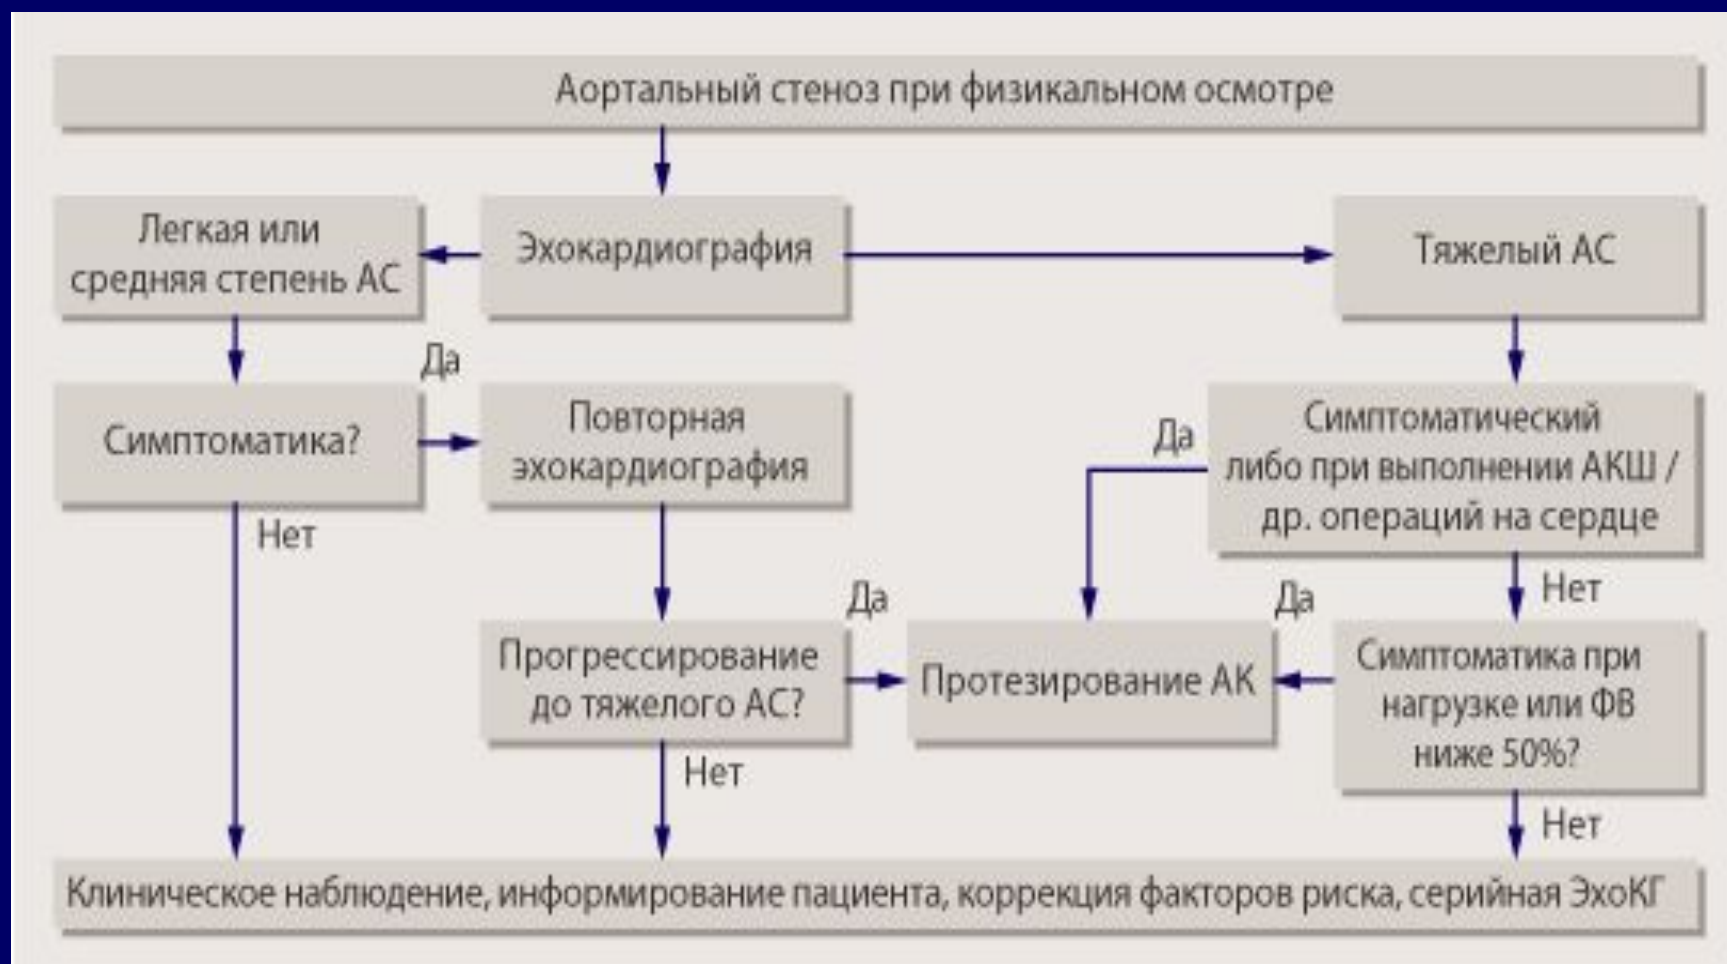 Аортальный стеноз при физикальном осмотре
Легкая или
средняя степень АС
Эхокардиография
Тяжелый АС
Да
Симптоматика?
Повторная
эхокардиография
Да
Симптоматический
либо при выполнении АКШ /
др. операций на сердце
Нет
Нет
Да
Да
Прогрессирование
до тяжелого АС?
Протезирование АК
Симптоматика при
нагрузке или ФВ
ниже 50%?
Нет
Нет
Клиническое наблюдение, информирование пациента, коррекция факторов риска, серийная ЭхоКГ